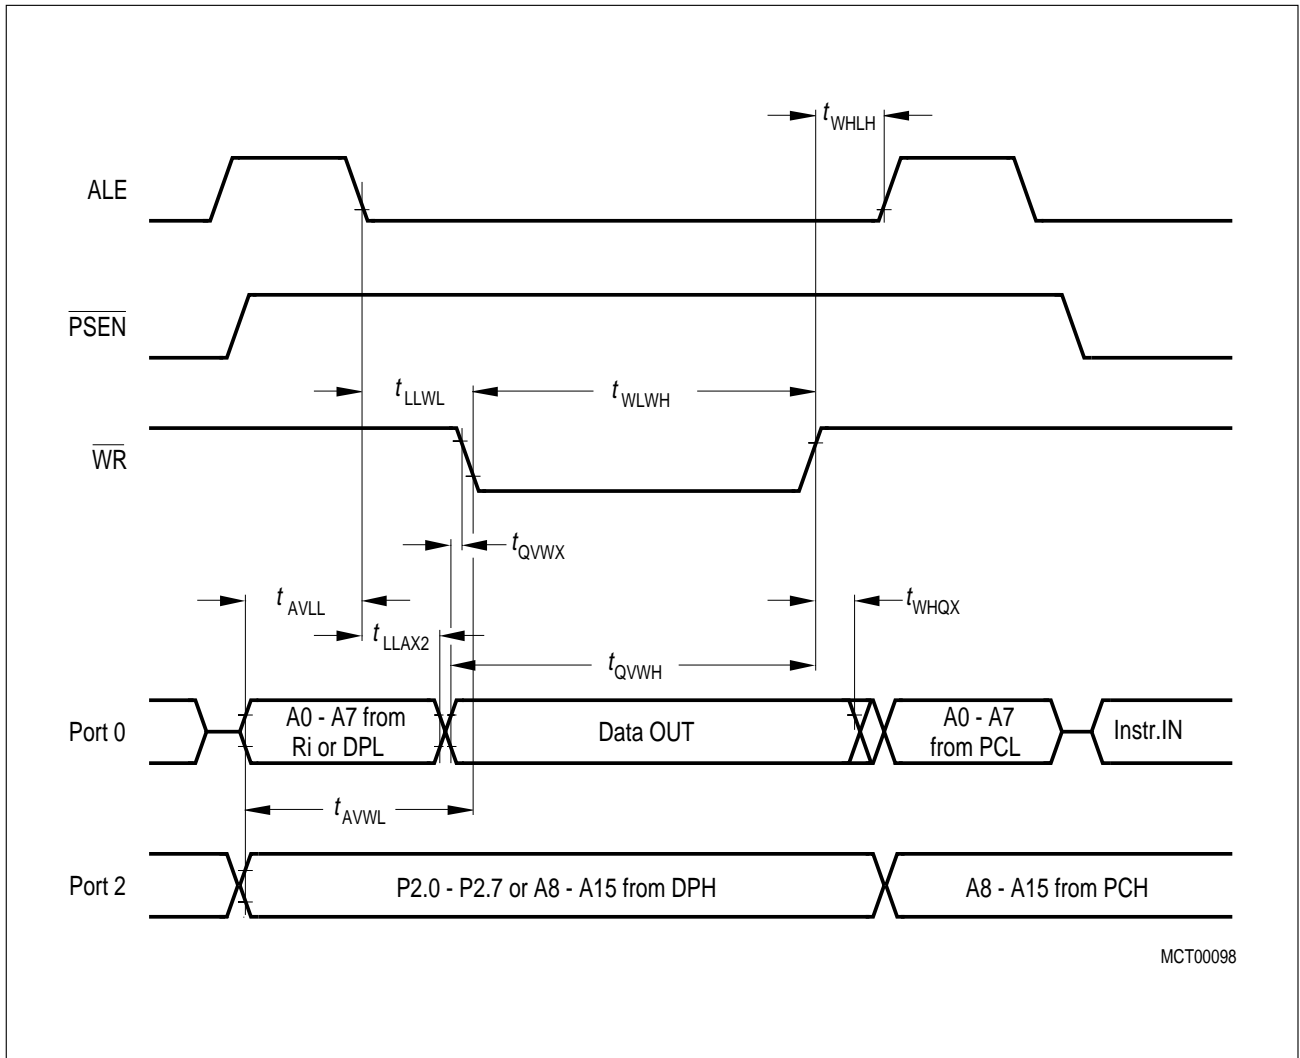 tWHLH
ALE
PSEN
tLLWL
tWLWH
WR
tQVWX
tAVLL
tWHQX
tLLAX2
tQVWH
Port 0
A0 - A7 from
Ri or DPL
Data OUT
A0 - A7
from PCL
Instr.IN
tAVWL
Port 2
P2.0 - P2.7 or A8 - A15 from DPH
A8 - A15 from PCH
MCT00098